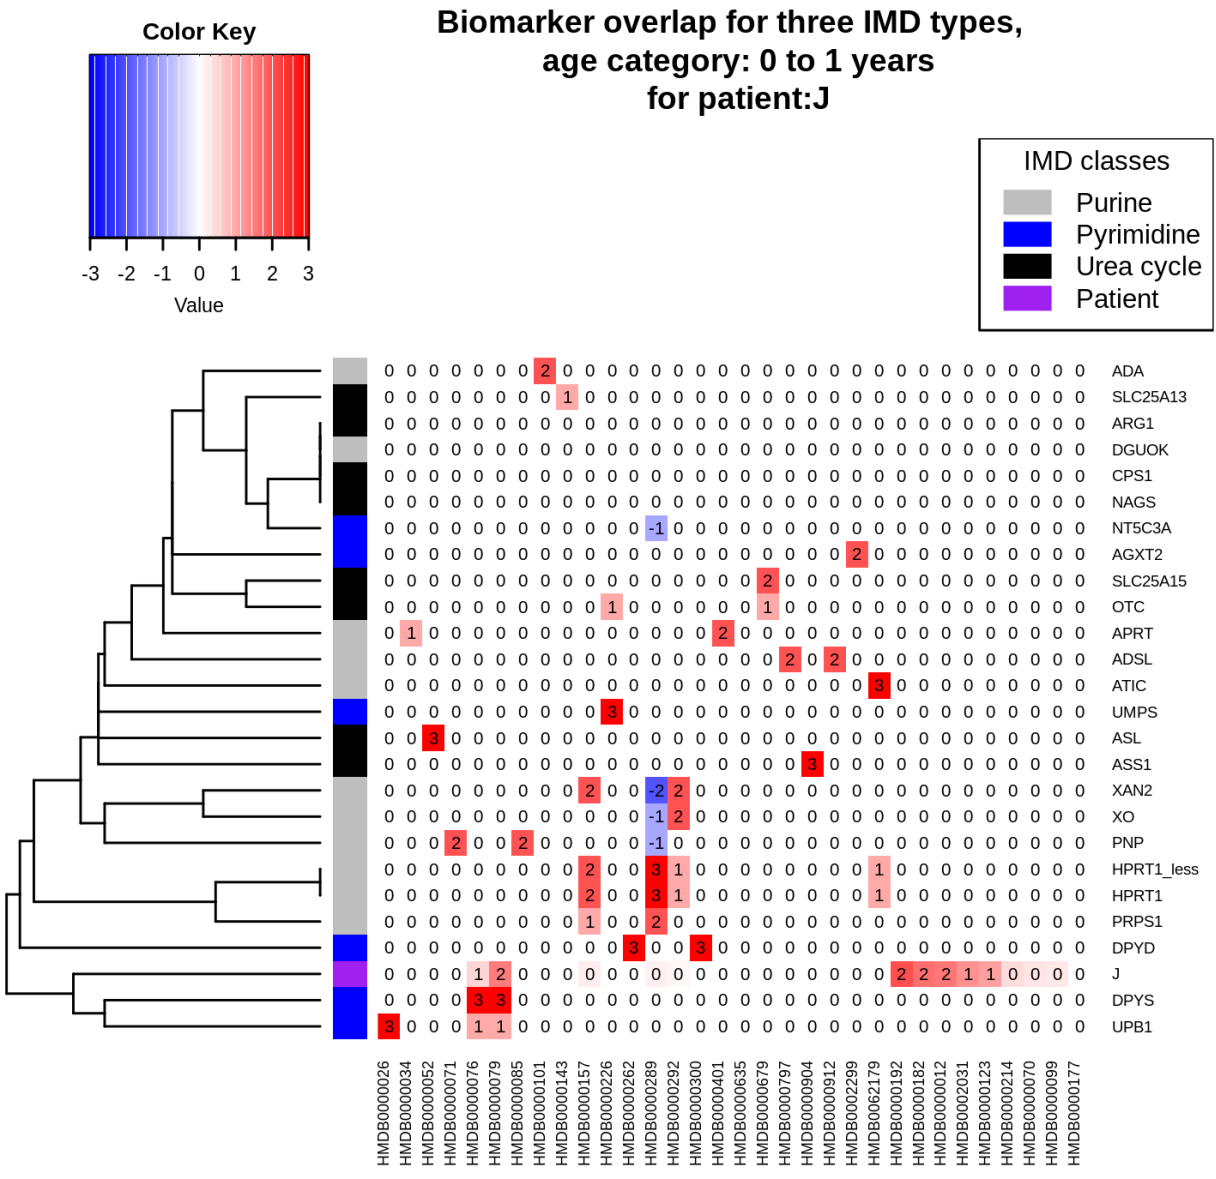 Biomarker overlap for three IMD types,
age category: 0 to 1 years
for patient:J
Color Key
-3 -2 -1 0 1 2 3
Value
IMD classes
Purine
Pyrimidine
Urea cycle
Patient
0 0 0 0 0 0 0 2 0 0 0 0 0 0 0 0 0 0 0 0 0 0 0 0 0 0 0 0 0 0 0 0 ADA
0 0 0 0 0 0 0 0 1 0 0 0 0 0 0 0 0 0 0 0 0 0 0 0 0 0 0 0 0 0 0 0 SLC25A13
0 0 0 0 0 0 0 0 0 0 0 0 0 0 0 0 0 0 0 0 0 0 0 0 0 0 0 0 0 0 0 0 ARG1
0 0 0 0 0 0 0 0 0 0 0 0 0 0 0 0 0 0 0 0 0 0 0 0 0 0 0 0 0 0 0 0 DGUOK
0 0 0 0 0 0 0 0 0 0 0 0 0 0 0 0 0 0 0 0 0 0 0 0 0 0 0 0 0 0 0 0 CPS1
0 0 0 0 0 0 0 0 0 0 0 0 0 0 0 0 0 0 0 0 0 0 0 0 0 0 0 0 0 0 0 0 NAGS
0 0 0 0 0 0 0 0 0 0 0 0 -1 0 0 0 0 0 0 0 0 0 0 0 0 0 0 0 0 0 0 0 NT5C3A
0 0 0 0 0 0 0 0 0 0 0 0 0 0 0 0 0 0 0 0 0 2 0 0 0 0 0 0 0 0 0 0 AGXT2
0 0 0 0 0 0 0 0 0 0 0 0 0 0 0 0 0 2 0 0 0 0 0 0 0 0 0 0 0 0 0 0 SLC25A15
0 0 0 0 0 0 0 0 0 0 1 0 0 0 0 0 0 1 0 0 0 0 0 0 0 0 0 0 0 0 0 0 OTC
0 1 0 0 0 0 0 0 0 0 0 0 0 0 0 2 0 0 0 0 0 0 0 0 0 0 0 0 0 0 0 0 APRT
0 0 0 0 0 0 0 0 0 0 0 0 0 0 0 0 0 0 2 0 2 0 0 0 0 0 0 0 0 0 0 0 ADSL
0 0 0 0 0 0 0 0 0 0 0 0 0 0 0 0 0 0 0 0 0 0 3 0 0 0 0 0 0 0 0 0 ATIC
0 0 0 0 0 0 0 0 0 0 3 0 0 0 0 0 0 0 0 0 0 0 0 0 0 0 0 0 0 0 0 0 UMPS
0 0 3 0 0 0 0 0 0 0 0 0 0 0 0 0 0 0 0 0 0 0 0 0 0 0 0 0 0 0 0 0 ASL
0 0 0 0 0 0 0 0 0 0 0 0 0 0 0 0 0 0 0 3 0 0 0 0 0 0 0 0 0 0 0 0 ASS1
0 0 0 0 0 0 0 0 0 2 0 0 -2 2 0 0 0 0 0 0 0 0 0 0 0 0 0 0 0 0 0 0 XAN2
0 0 0 0 0 0 0 0 0 0 0 0 -1 2 0 0 0 0 0 0 0 0 0 0 0 0 0 0 0 0 0 0 XO
0 0 0 2 0 0 2 0 0 0 0 0 -1 0 0 0 0 0 0 0 0 0 0 0 0 0 0 0 0 0 0 0 PNP
0 0 0 0 0 0 0 0 0 2 0 0 3 1 0 0 0 0 0 0 0 0 1 0 0 0 0 0 0 0 0 0 HPRT1_less
0 0 0 0 0 0 0 0 0 2 0 0 3 1 0 0 0 0 0 0 0 0 1 0 0 0 0 0 0 0 0 0 HPRT1
0 0 0 0 0 0 0 0 0 1 0 0 2 0 0 0 0 0 0 0 0 0 0 0 0 0 0 0 0 0 0 0 PRPS1
0 0 0 0 0 0 0 0 0 0 0 3 0 0 3 0 0 0 0 0 0 0 0 0 0 0 0 0 0 0 0 0 DPYD
0 0 0 0 1 2 0 0 0 0 0 0 0 0 0 0 0 0 0 0 0 0 0 2 2 2 1 1 0 0 0 0 J
0 0 0 0 3 3 0 0 0 0 0 0 0 0 0 0 0 0 0 0 0 0 0 0 0 0 0 0 0 0 0 0 DPYS
3 0 0 0 1 1 0 0 0 0 0 0 0 0 0 0 0 0 0 0 0 0 0 0 0 0 0 0 0 0 0 0 UPB1
HMDB0000026
HMDB0000034
HMDB0000052
HMDB0000071
HMDB0000076
HMDB0000079
HMDB0000085
HMDB0000101
HMDB0000143
HMDB0000157
HMDB0000226
HMDB0000262
HMDB0000289
HMDB0000292
HMDB0000300
HMDB0000401
HMDB0000635
HMDB0000679
HMDB0000797
HMDB0000904
HMDB0000912
HMDB0002299
HMDB0062179
HMDB0000192
HMDB0000182
HMDB0000012
HMDB0002031
HMDB0000123
HMDB0000214
HMDB0000070
HMDB0000099
HMDB0000177